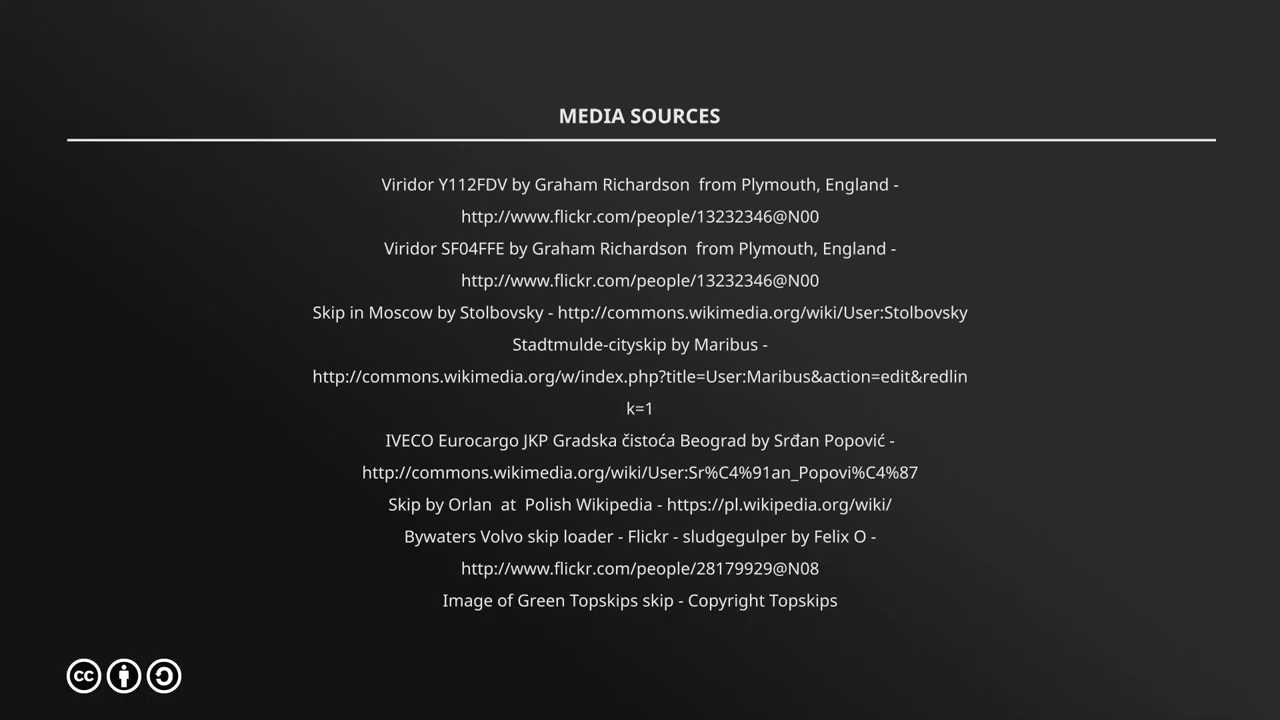 MEDIA SOURCES
Viridor Y112FDV by Graham Richardson  from Plymouth, England -
http://www.flickr.com/people/13232346@N00
Viridor SF04FFE by Graham Richardson  from Plymouth, England -
http://www.flickr.com/people/13232346@N00
Skip in Moscow by Stolbovsky - http://commons.wikimedia.org/wiki/User:Stolbovsky
Stadtmulde-cityskip by Maribus -
http://commons.wikimedia.org/w/index.php?title=User:Maribus&action=edit&redlin
k=1
IVECO Eurocargo JKP Gradska čistoća Beograd by Srđan Popović -
http://commons.wikimedia.org/wiki/User:Sr%C4%91an_Popovi%C4%87
Skip by Orlan  at  Polish Wikipedia - https://pl.wikipedia.org/wiki/
Bywaters Volvo skip loader - Flickr - sludgegulper by Felix O -
http://www.flickr.com/people/28179929@N08
Image of Green Topskips skip - Copyright Topskips
cc